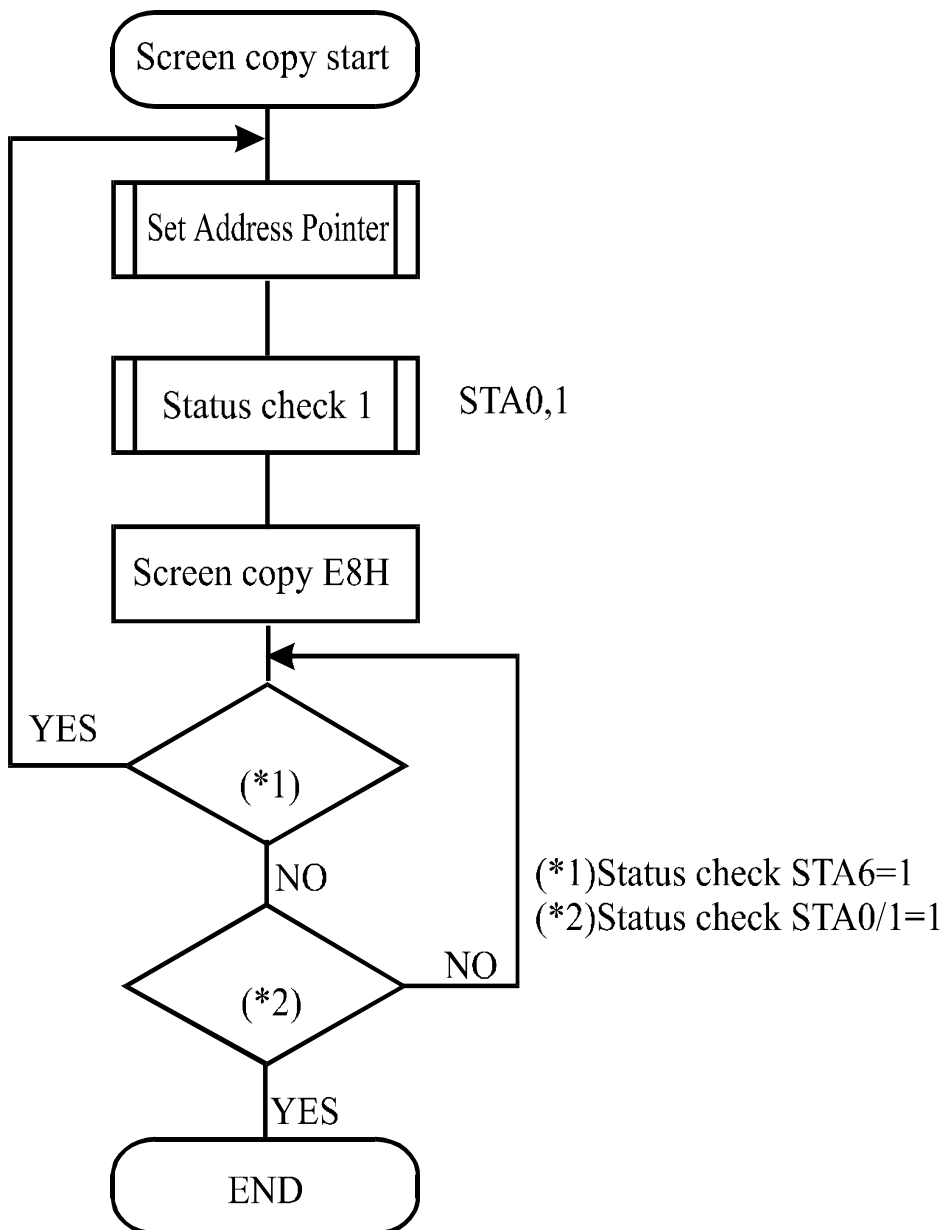 Screen copy start
Set Address Pointer
Status check 1
STA0,1
Screen copy E8H
YES
(*1)
NO
(*1)Status check STA6=1
(*2)Status check STA0/1=1
NO
(*2)
YES
END